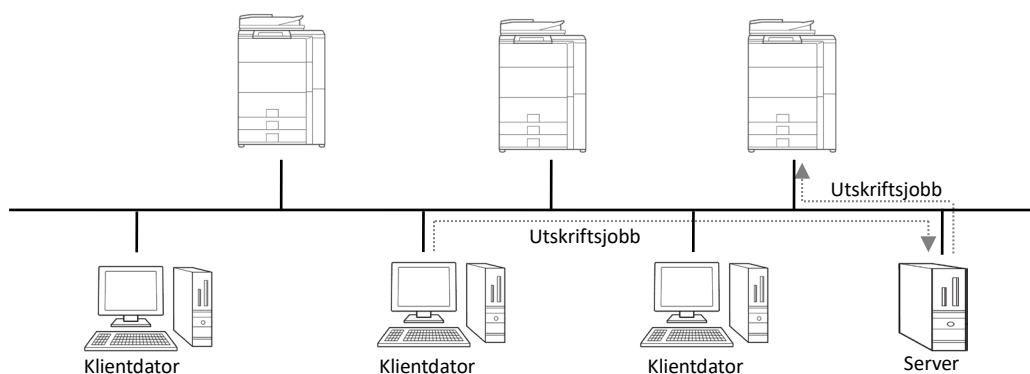 Utskriftsjobb
Utskriftsjobb
Klientdator
Klientdator
Klientdator
Server